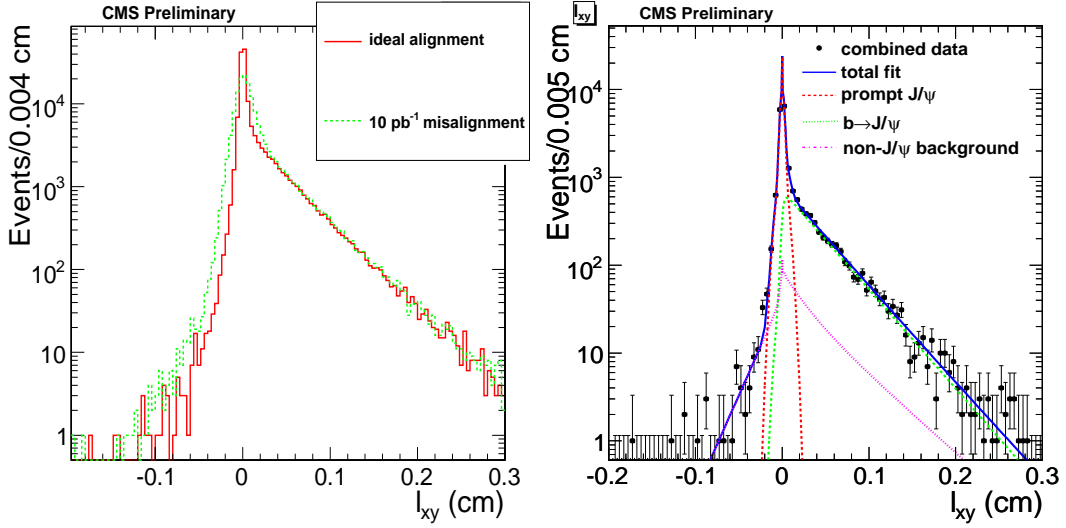 CMS Preliminary
ideal alignment
10 pb⁻¹ misalignment
Events/0.004 cm
10⁴
10³
10²
10
1
-0.1 0 0.1 0.2 0.3
l_xy (cm)
l_xy
CMS Preliminary
combined data
total fit
prompt J/ψ
b→J/ψ
non-J/ψ background
Events/0.005 cm
10⁴
10³
10²
10
1
-0.2 -0.1 0 0.1 0.2 0.3
l_xy (cm)